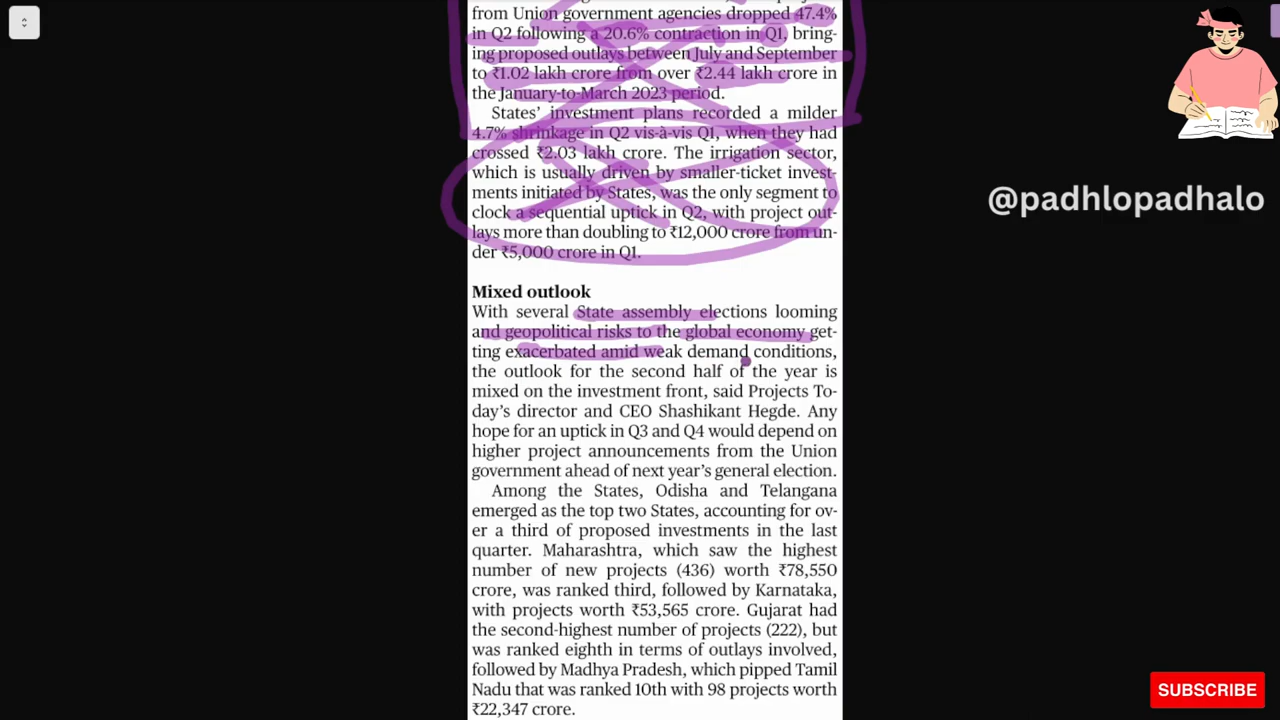 from Union government agencies dropped 47.4%
in Q2 following a 20.6% contraction in Q1, bring-
ing proposed outlays between July and September
to ₹1.02 lakh crore from over ₹2.44 lakh crore in
the January-to-March 2023 period.
States’ investment plans recorded a milder
4.7% shrinkage in Q2 vis-à-vis Q1, when they had
crossed ₹2.03 lakh crore. The irrigation sector,
which is usually driven by smaller-ticket invest-
ments initiated by States, was the only segment to
clock a sequential uptick in Q2, with project out-
lays more than doubling to ₹12,000 crore from un-
der ₹5,000 crore in Q1.
Mixed outlook
With several State assembly elections looming
and geopolitical risks to the global economy get-
ting exacerbated amid weak demand conditions,
the outlook for the second half of the year is
mixed on the investment front, said Projects To-
day’s director and CEO Shashikant Hegde. Any
hope for an uptick in Q3 and Q4 would depend on
higher project announcements from the Union
government ahead of next year’s general election.
Among the States, Odisha and Telangana
emerged as the top two States, accounting for ov-
er a third of proposed investments in the last
quarter. Maharashtra, which saw the highest
number of new projects (436) worth ₹78,550
crore, was ranked third, followed by Karnataka,
with projects worth ₹53,565 crore. Gujarat had
the second-highest number of projects (222), but
was ranked eighth in terms of outlays involved,
followed by Madhya Pradesh, which pipped Tamil
Nadu that was ranked 10th with 98 projects worth
₹22,347 crore.
@padhlopadhalo
SUBSCRIBE